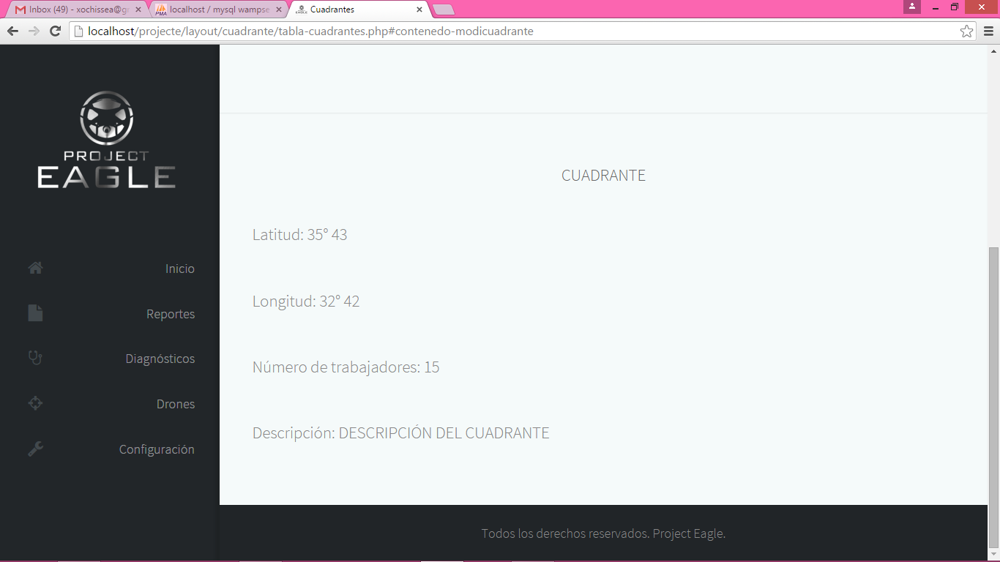 Inbox (49) - xochissea@gr
localhost / mysql wampse
Cuadrantes
localhost/projecte/layout/cuadrante/tabla-cuadrantes.php#contenedo-modicuadrante
PROJECT
EAGLE
Inicio
Reportes
Diagnósticos
Drones
Configuración
CUADRANTE
Latitud: 35° 43
Longitud: 32° 42
Número de trabajadores: 15
Descripción: DESCRIPCIÓN DEL CUADRANTE
Todos los derechos reservados. Project Eagle.